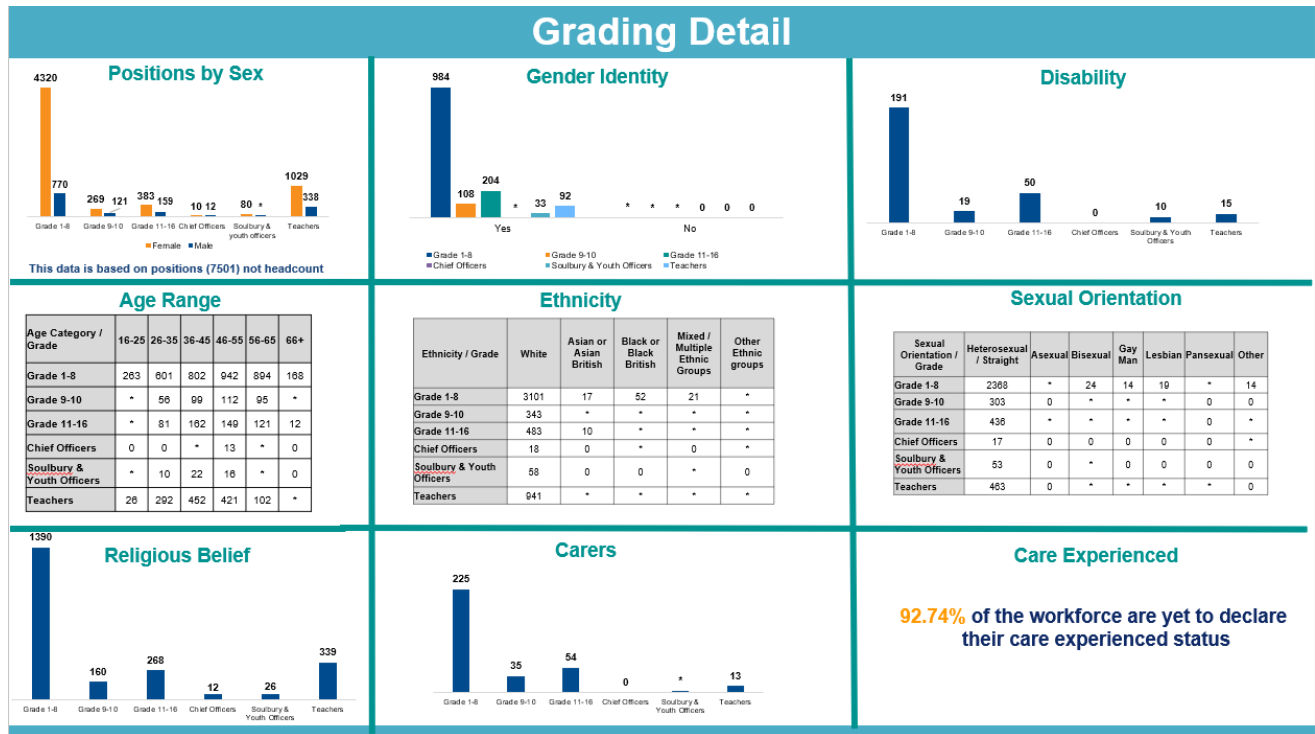 Grading Detail
Positions by Sex
4320
770
269 121
383 159
10 12
80 *
1029
338
Grade 1-8 Grade 9-10 Grade 11-16 Chief Officers Soulbury & Teachers
youth officers
Female Male
This data is based on positions (7501) not headcount
Gender Identity
984
108
204
*
33
92
* * * 0 0 0
Yes No
Grade 1-8 Grade 9-10 Grade 11-16
Chief Officers Soulbury & Youth Officers Teachers
Disability
191
19
50
0
10
15
Grade 1-8 Grade 9-10 Grade 11-16 Chief Officers Soulbury & Youth Teachers
Officers
Age Range
Age Category / 16-25 26-35 36-45 46-55 56-65 66+
Grade
Grade 1-8 263 601 802 942 894 168
Grade 9-10 * 56 99 112 95 *
Grade 11-16 * 81 162 149 121 12
Chief Officers 0 0 * 13 * 0
Soulbury & * 10 22 16 * 0
Youth Officers
Teachers 26 292 452 421 102 *
Ethnicity
Ethnicity / Grade White Asian or Asian British Black or Black British Mixed / Multiple Ethnic Groups Other Ethnic groups
Grade 1-8 3101 17 52 21 *
Grade 9-10 343 * * * *
Grade 11-16 483 10 * * *
Chief Officers 18 0 * 0 *
Soulbury & Youth 58 0 0 * 0
Officers
Teachers 941 * * * *
Sexual Orientation
Sexual Orientation / Grade Heterosexual / Straight Asexual Bisexual Gay Man Lesbian Pansexual Other
Grade 1-8 2368 * 24 14 19 * 14
Grade 9-10 303 0 * * * 0 0
Grade 11-16 436 * * * * 0 *
Chief Officers 17 0 0 0 0 0 *
Soulbury & 53 0 * 0 0 0 0
Youth Officers
Teachers 463 0 * * * * 0
Religious Belief
1390
160
268
12
26
339
Grade 1-8 Grade 9-10 Grade 11-16 Chief Officers Soulbury & Teachers
Youth Officers
Carers
225
35
54
0
*
13
Grade 1-8 Grade 9-10 Grade 11-16 Chief Officers Soulbury & Teachers
Youth Officers
Care Experienced
92.74% of the workforce are yet to declare
their care experienced status